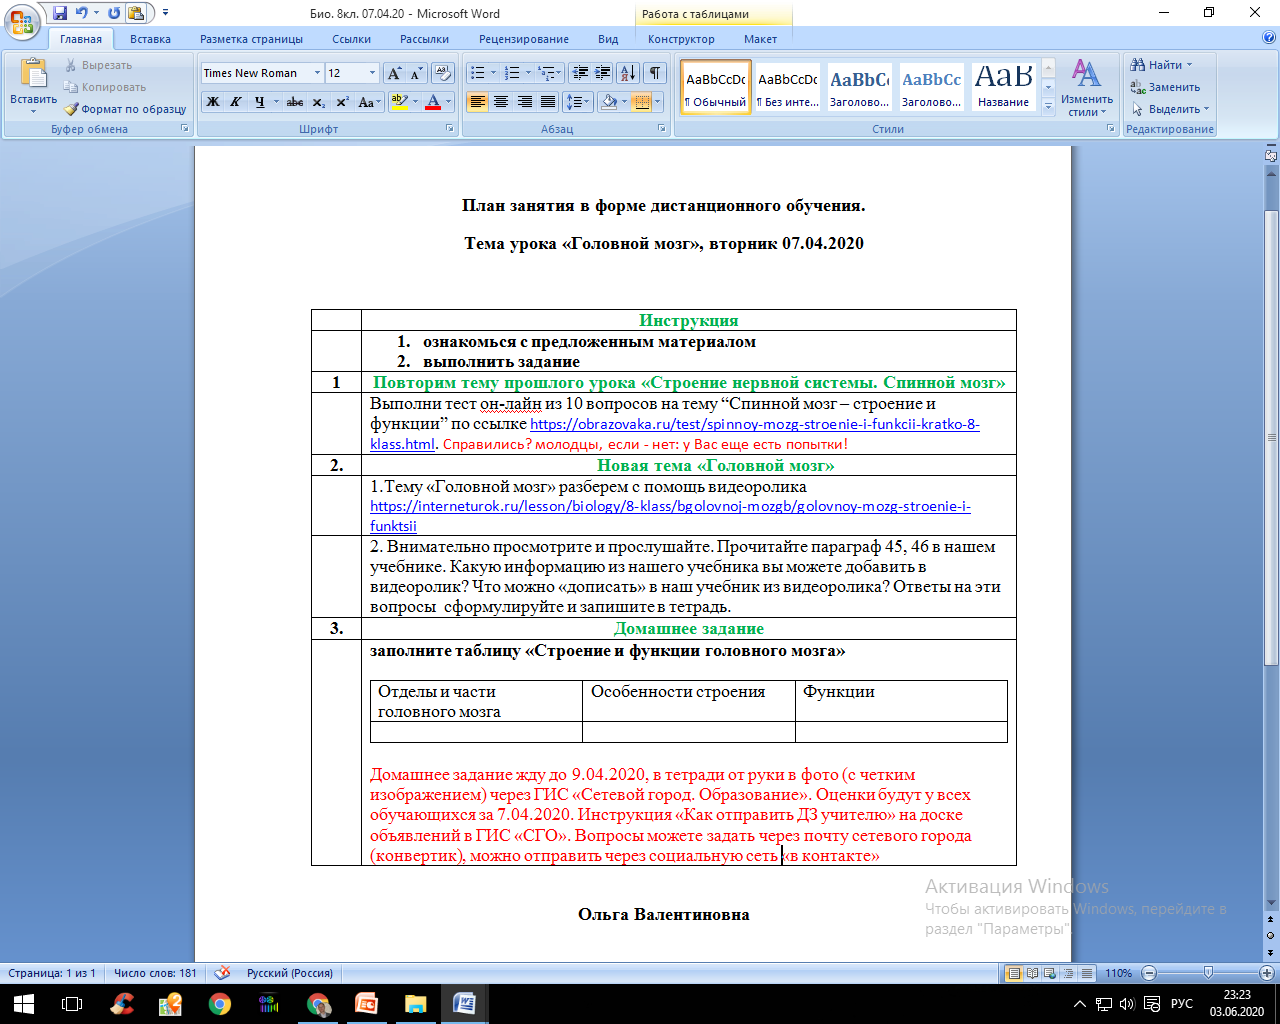 Био. 8кл. 07.04.20 - Microsoft Word
Работа с таблицами
Главная
Вставка
Разметка страницы
Ссылки
Рассылки
Рецензирование
Вид
Конструктор
Макет
Вставить
Вырезать
Копировать
Формат по образцу
Буфер обмена
Times New Roman
12
Ж К Ч abc x₂ x² Aa
Шрифт
Абзац
AaBbCcDc
¶ Обычный
AaBbCcDc
¶ Без инте...
AaBbCc
Заголово...
AaBbCc
Заголово...
AaB
Название
Изменить стили
Стили
Найти
Заменить
Выделить
Редактирование
План занятия в форме дистанционного обучения.
Тема урока «Головной мозг», вторник 07.04.2020
Инструкция
1. ознакомься с предложенным материалом
2. выполнить задание
1 Повторим тему прошлого урока «Строение нервной системы. Спинной мозг»
Выполни тест он-лайн из 10 вопросов на тему “Спинной мозг – строение и
функции” по ссылке https://obrazovaka.ru/test/spinnoy-mozg-stroenie-i-funkcii-kratko-8-
klass.html. Справились? молодцы, если - нет: у Вас еще есть попытки!
2. Новая тема «Головной мозг»
1.Тему «Головной мозг» разберем с помощь видеоролика
https://interneturok.ru/lesson/biology/8-klass/bgolovnoj-mozgb/golovnoy-mozg-stroenie-i-
funktsii
2. Внимательно просмотрите и прослушайте. Прочитайте параграф 45, 46 в нашем
учебнике. Какую информацию из нашего учебника вы можете добавить в
видеоролик? Что можно «дописать» в наш учебник из видеоролика? Ответы на эти
вопросы сформулируйте и запишите в тетрадь.
3. Домашнее задание
заполните таблицу «Строение и функции головного мозга»
Отделы и части
головного мозга
Особенности строения
Функции
Домашнее задание жду до 9.04.2020, в тетради от руки в фото (с четким
изображением) через ГИС «Сетевой город. Образование». Оценки будут у всех
обучающихся за 7.04.2020. Инструкция «Как отправить ДЗ учителю» на доске
объявлений в ГИС «СГО». Вопросы можете задать через почту сетевого города
(конвертик), можно отправить через социальную сеть «в контакте»
Ольга Валентиновна
Активация Windows
Чтобы активировать Windows, перейдите в
раздел "Параметры".
Страница: 1 из 1
Число слов: 181
Русский (Россия)
110%
РУС
23:23
03.06.2020